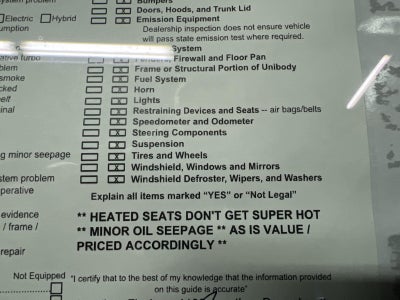 system problem Bumpers
Doors, Hoods, and Trunk Lid
Electric Hybrid Emission Equipment
umption Dealership inspection does not ensure vehicle
will pass state emission test where required.
System
ative turbo Fenders, Firewall and Floor Pan
blem Frame or Structural Portion of Unibody
smoke Fuel System
cked Horn
eft Lights
inal Restraining Devices and Seats -- air bags/belts
Speedometer and Odometer
Steering Components
Suspension
ng minor seepage Tires and Wheels
Windshield, Windows and Mirrors
stem problem Windshield Defroster, Wipers, and Washers
perative
Explain all items marked “YES” or “Not Legal”
evidence ** HEATED SEATS DON'T GET SUPER HOT
/ frame / ** MINOR OIL SEEPAGE ** AS IS VALUE /
repair PRICED ACCORDINGLY **
Not Equipped "I certify that to the best of my knowledge that the information provided
on this guide is accurate"